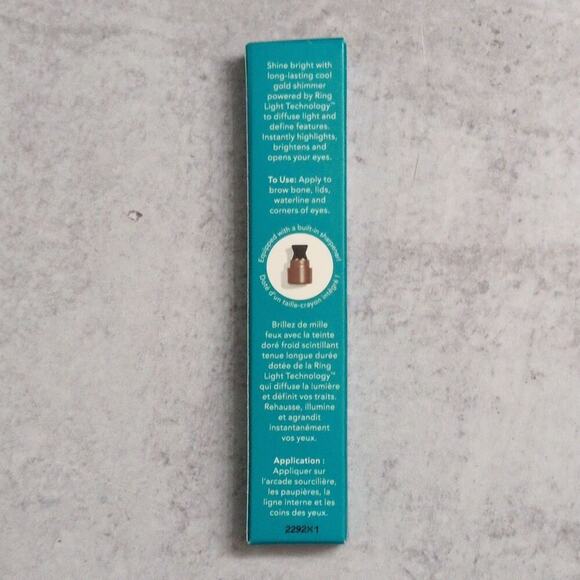 Shine bright with
long-lasting cool
gold shimmer
powered by Ring
Light Technology™
to diffuse light and
define features.
Instantly highlights,
brightens and
opens your eyes.
To Use: Apply to
brow bone, lids,
waterline and
corners of eyes.
Equipped with a built-in sharpener!
Doté d'un taille-crayon intégré !
Brillez de mille
feux avec la teinte
doré froid scintillant
tenue longue durée
dotée de la Ring
Light Technology™
qui diffuse la lumière
et définit vos traits.
Rehausse, illumine
et agrandit
instantanément
vos yeux.
Application :
Appliquer sur
l'arcade sourcilière,
les paupières, la
ligne interne et les
coins des yeux.
2292X1